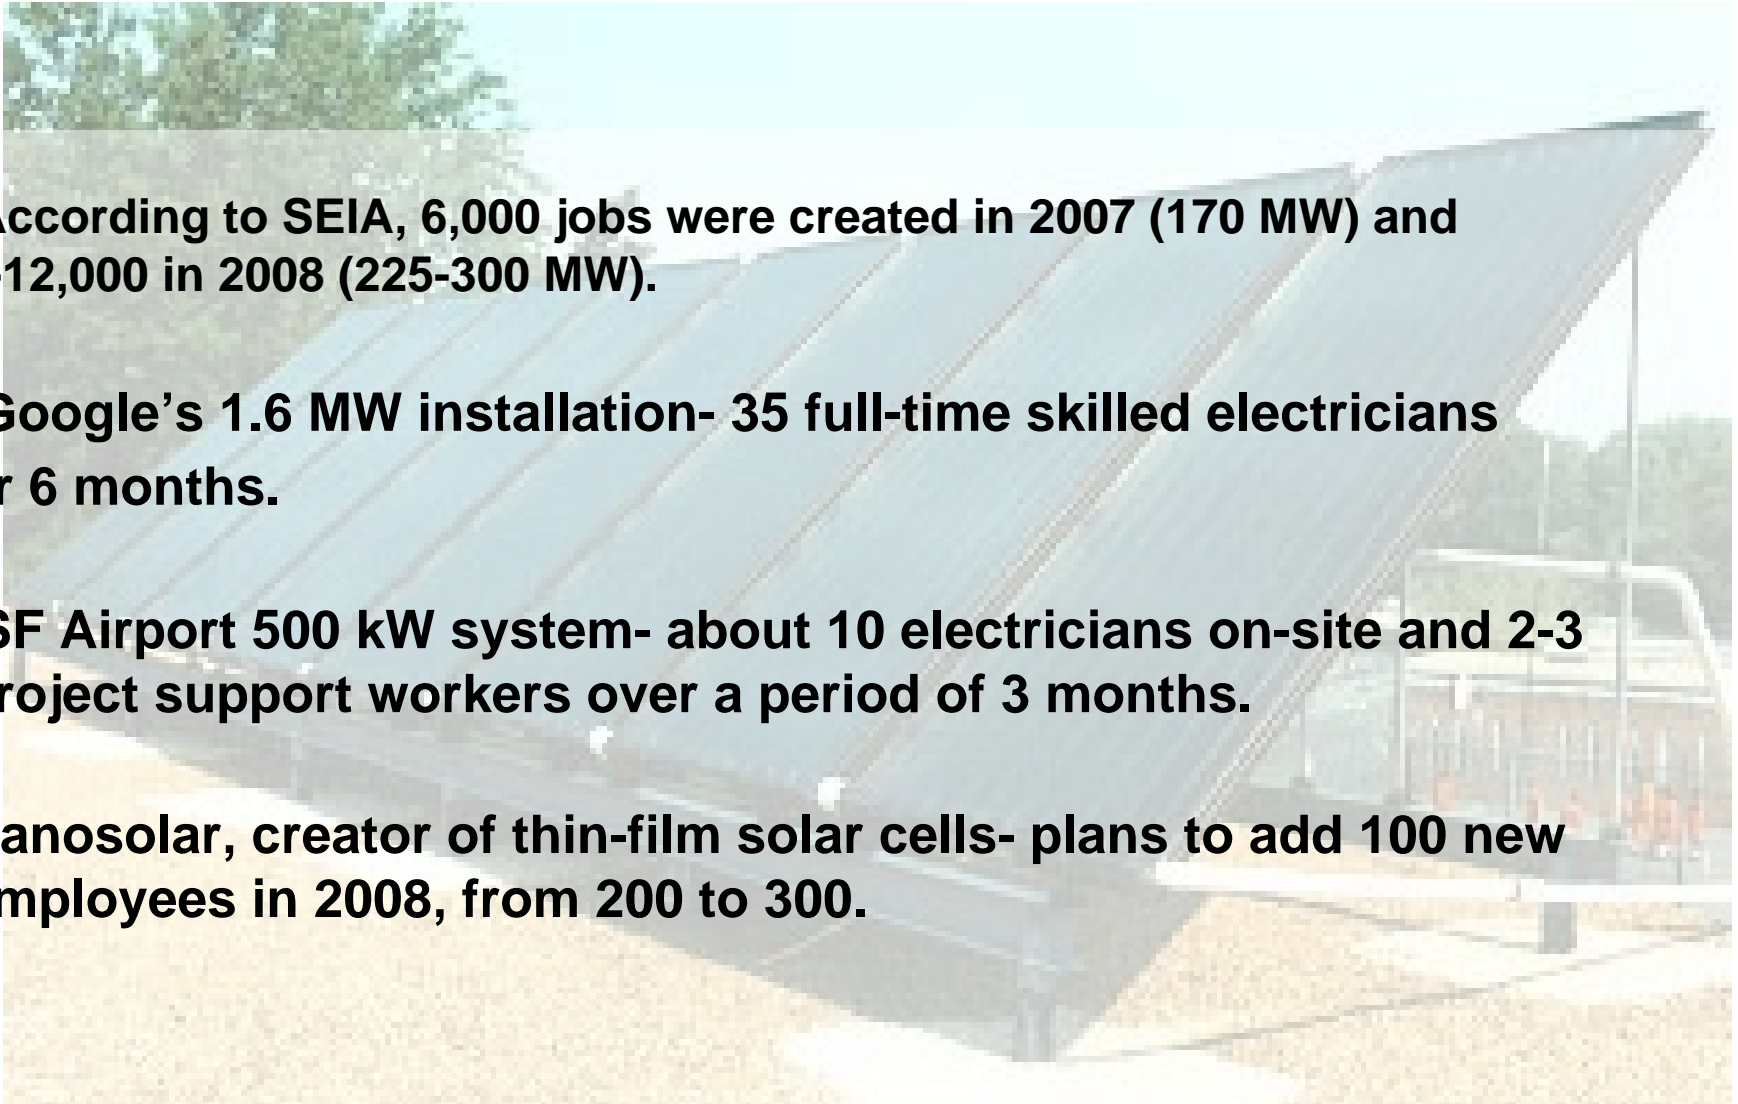 According to SEIA, 6,000 jobs were created in 2007 (170 MW) and
-12,000 in 2008 (225-300 MW).
Google’s 1.6 MW installation- 35 full-time skilled electricians
r 6 months.
SF Airport 500 kW system- about 10 electricians on-site and 2-3
roject support workers over a period of 3 months.
anosolar, creator of thin-film solar cells- plans to add 100 new
mployees in 2008, from 200 to 300.